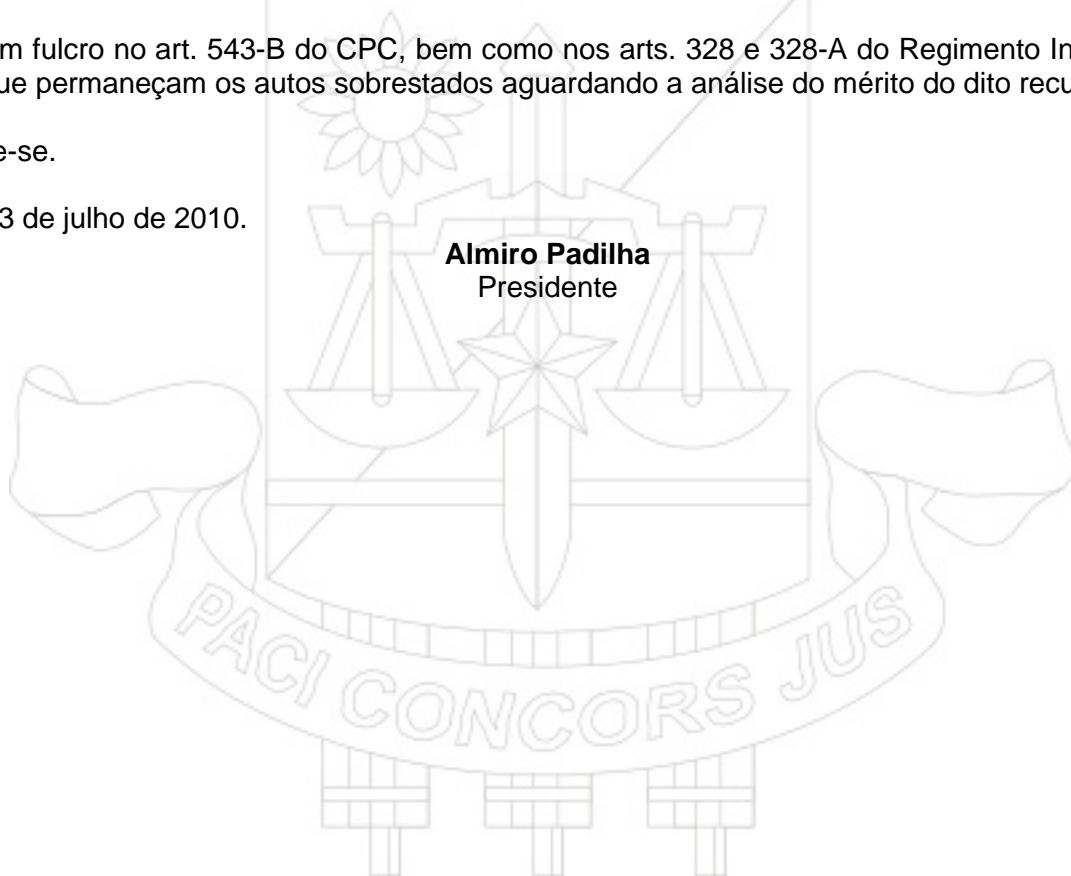 m fulcro no art. 543-B do CPC, bem como nos arts. 328 e 328-A do Regimento In
ue permaneçam os autos sobrestados aguardando a análise do mérito do dito recu
e-se.
3 de julho de 2010.
Almiro Padilha
Presidente
PACI CONCORS JUS